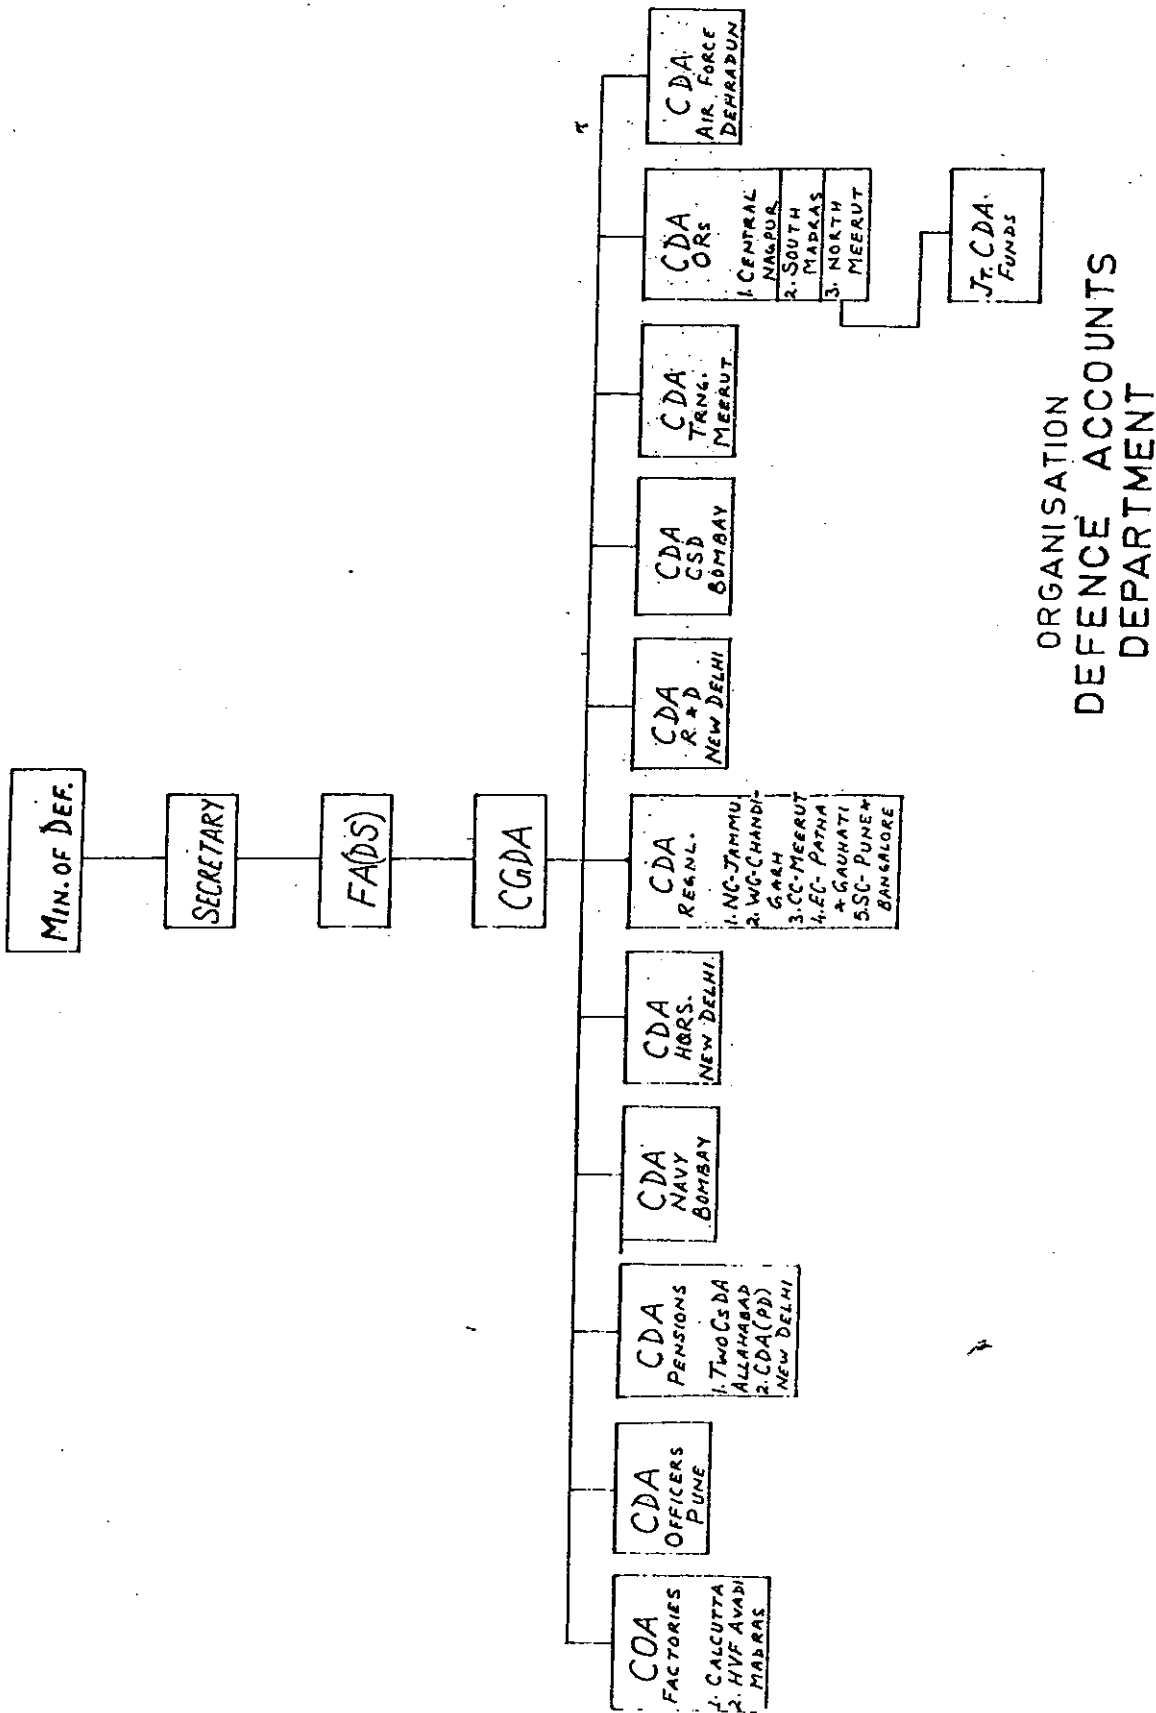 MIN. OF DEF.
SECRETARY
FA(DS)
CGDA
COA
FACTORIES
1. CALCUTTA
2. HVF AVADI
MADRAS
CDA
OFFICERS
PUNE
CDA
PENSIONS
1. TWO CsDA
ALLAHABAD
2. CDA(PD)
NEW DELHI
CDA
NAVY
BOMBAY
CDA
HQRS.
NEW DELHI.
CDA
REGNL.
1. NC-JAMMU
2. WC-CHANDI-
GARH
3. CC-MEERUT
4. EC-PATNA
& GAUHATI
5. SC-PUNE &
BANGALORE
CDA
R & D
NEW DELHI
CDA
CSD
BOMBAY
CDA
TRNG.
MEERUT
CDA
ORs
1. CENTRAL
NAGPUR
2. SOUTH
MADRAS
3. NORTH
MEERUT
CDA
AIR FORCE
DEHRADUN
JT. CDA.
FUNDS
ORGANISATION
DEFENCE ACCOUNTS
DEPARTMENT